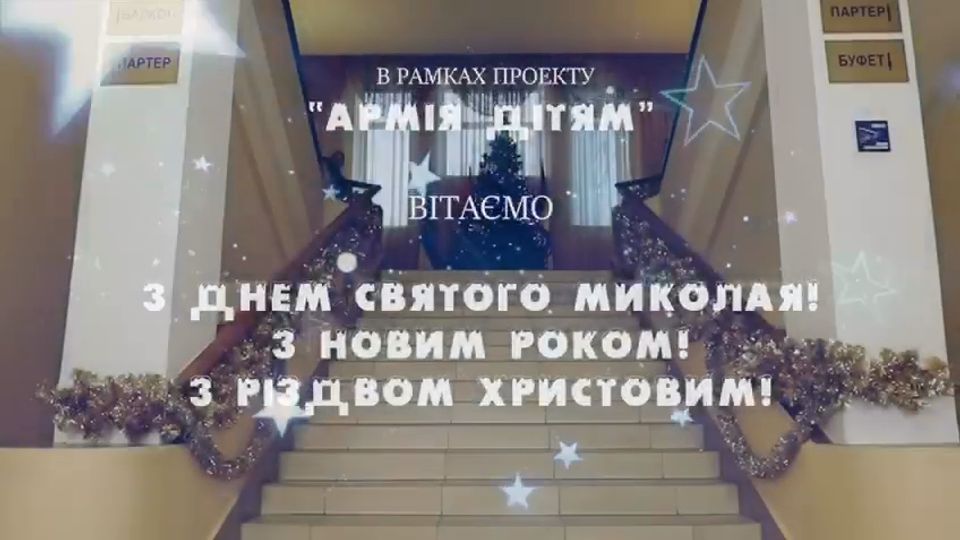 БАЛКОН
ПАРТЕР
ПАРТЕР
БУФЕТ
В РАМКАХ ПРОЕКТУ
"АРМІЯ ДІТЯМ"
ВІТАЄМО
З ДНЕМ СВЯТОГО МИКОЛАЯ!
З НОВИМ РОКОМ!
З РІЗДВОМ ХРИСТОВИМ!